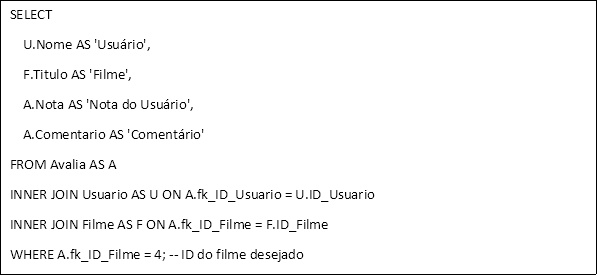 SELECT
U.Nome AS 'Usuário',
F.Titulo AS 'Filme',
A.Nota AS 'Nota do Usuário',
A.Comentario AS 'Comentário'
FROM Avalia AS A
INNER JOIN Usuario AS U ON A.fk_ID_Usuario = U.ID_Usuario
INNER JOIN Filme AS F ON A.fk_ID_Filme = F.ID_Filme
WHERE A.fk_ID_Filme = 4; -- ID do filme desejado